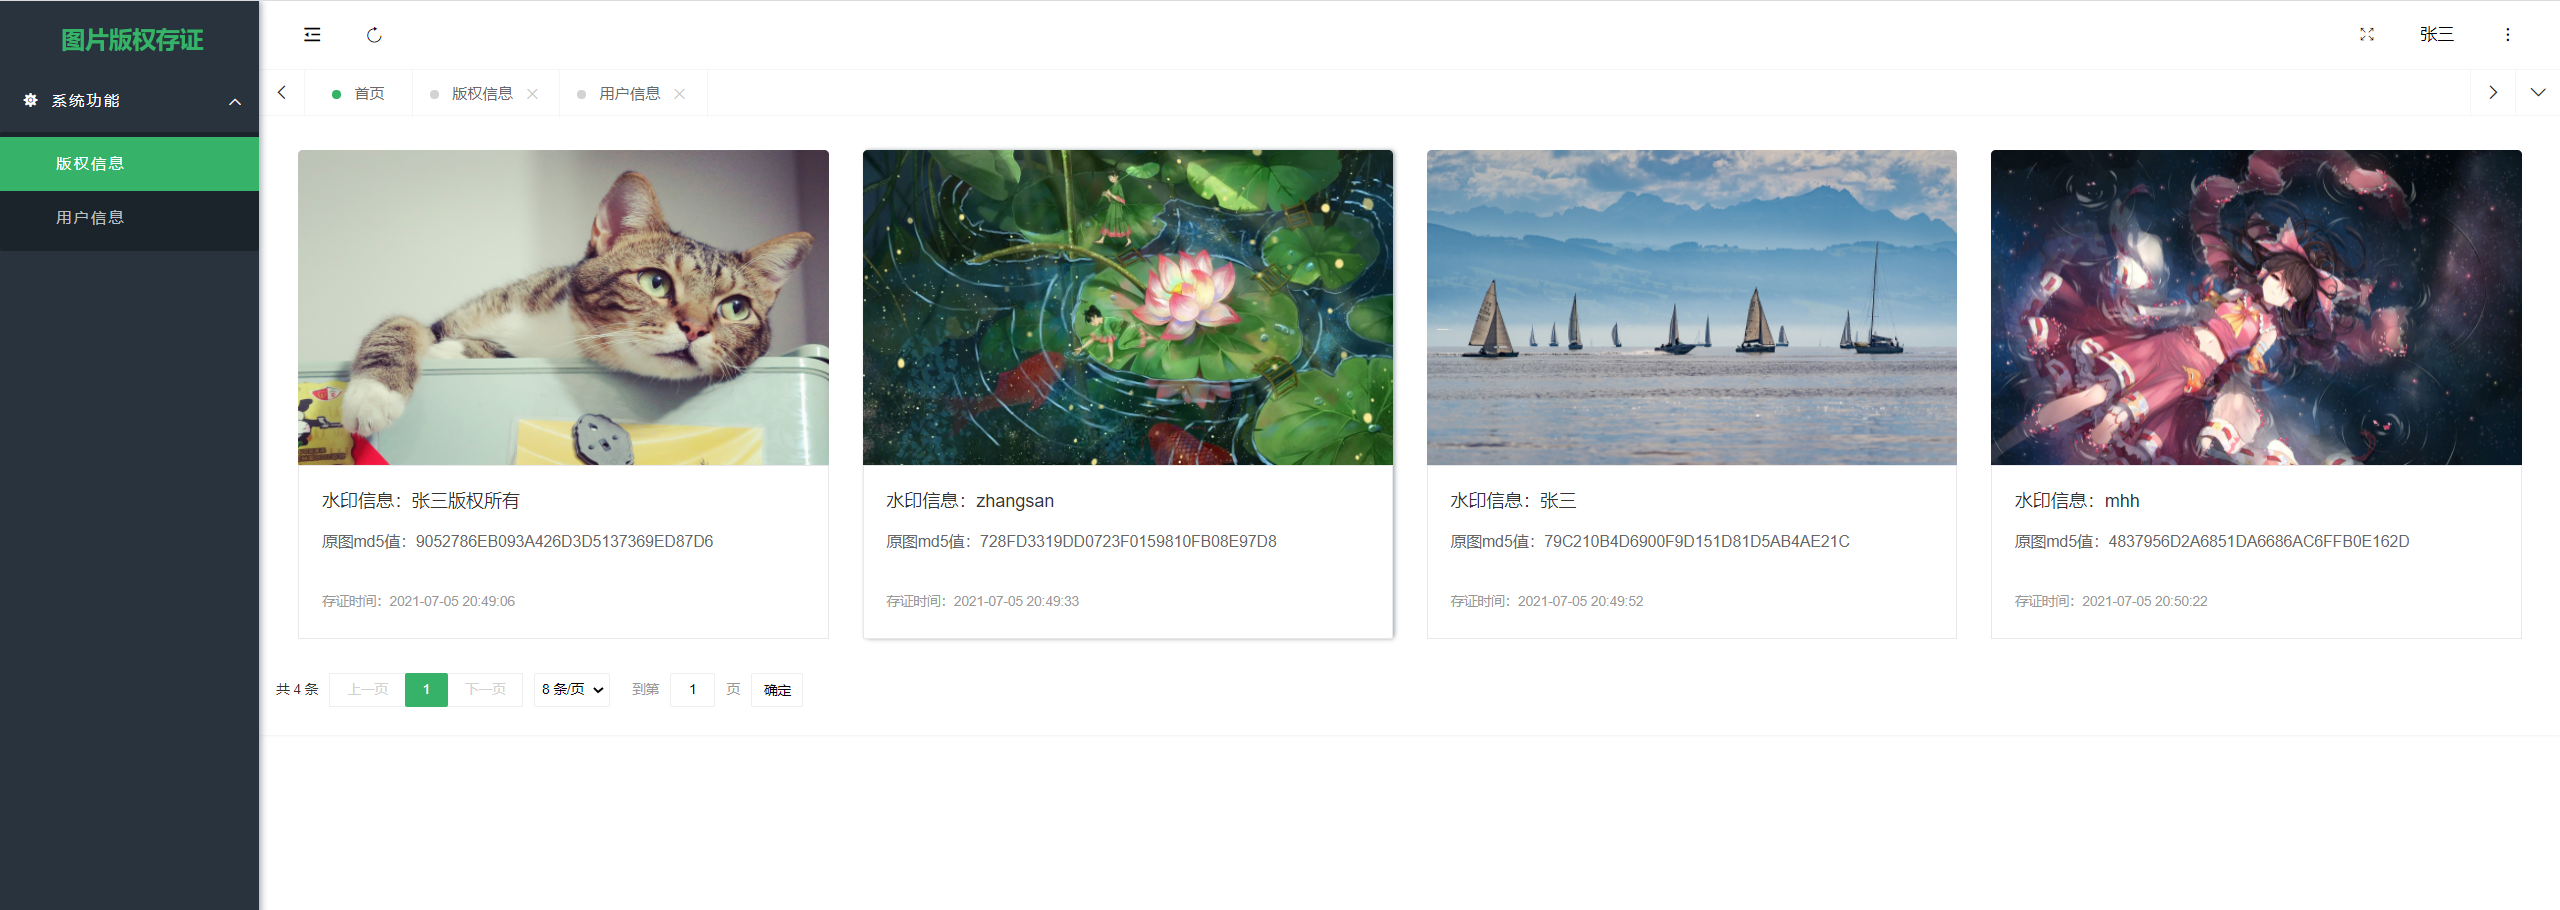 图片版权存证
系统功能
版权信息
用户信息
张三
首页
版权信息
用户信息
水印信息：张三版权所有
原图md5值：9052786EB093A426D3D5137369ED87D6
存证时间：2021-07-05 20:49:06
水印信息：zhangsan
原图md5值：728FD3319DD0723F0159810FB08E97D8
存证时间：2021-07-05 20:49:33
水印信息：张三
原图md5值：79C210B4D6900F9D151D81D5AB4AE21C
存证时间：2021-07-05 20:49:52
水印信息：mhh
原图md5值：4837956D2A6851DA6686AC6FFB0E162D
存证时间：2021-07-05 20:50:22
共 4 条 上一页 1 下一页 8 条/页 到第 1 页 确定